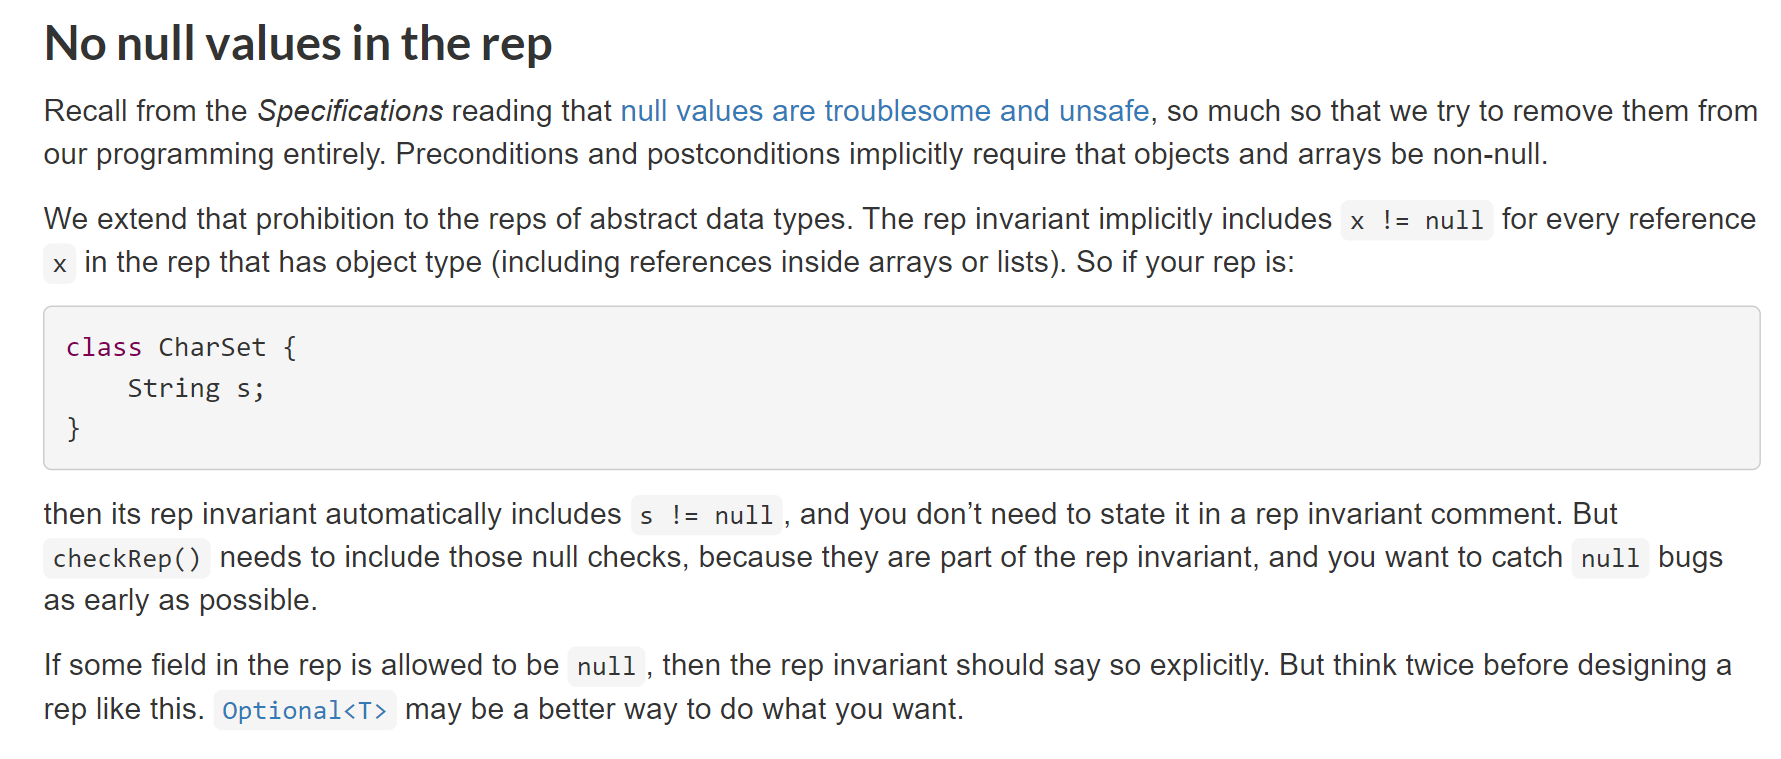 No null values in the rep
Recall from the Specifications reading that null values are troublesome and unsafe, so much so that we try to remove them from
our programming entirely. Preconditions and postconditions implicitly require that objects and arrays be non-null.
We extend that prohibition to the reps of abstract data types. The rep invariant implicitly includes x != null for every reference
x in the rep that has object type (including references inside arrays or lists). So if your rep is:
class CharSet {
    String s;
}
then its rep invariant automatically includes s != null, and you don’t need to state it in a rep invariant comment. But
checkRep() needs to include those null checks, because they are part of the rep invariant, and you want to catch null bugs
as early as possible.
If some field in the rep is allowed to be null, then the rep invariant should say so explicitly. But think twice before designing a
rep like this. Optional<T> may be a better way to do what you want.